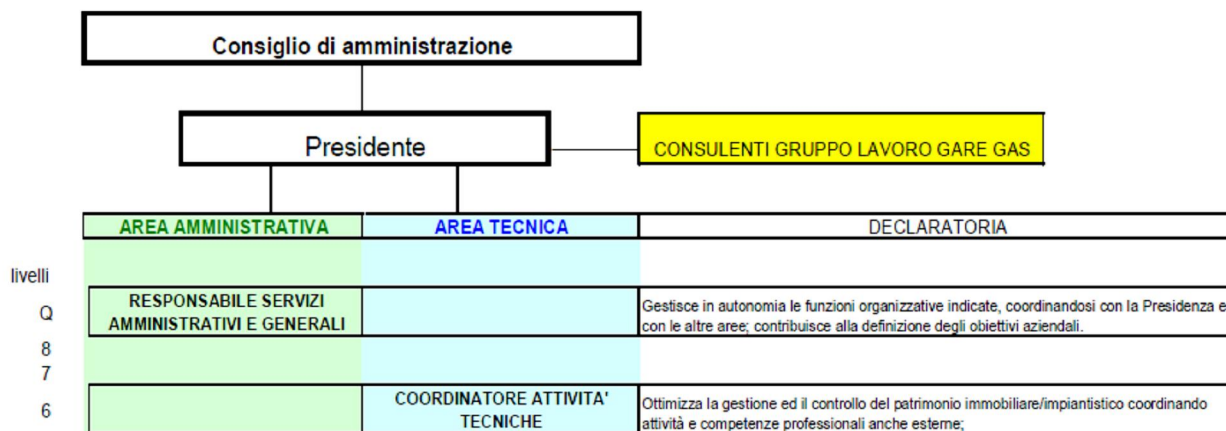 Consiglio di amministrazione
Presidente
CONSULENTI GRUPPO LAVORO GARE GAS
AREA AMMINISTRATIVA
AREA TECNICA
DECLARATORIA
livelli
Q
RESPONSABILE SERVIZI
AMMINISTRATIVI E GENERALI
Gestisce in autonomia le funzioni organizzative indicate, coordinandosi con la Presidenza e
con le altre aree; contribuisce alla definizione degli obiettivi aziendali.
8
7
6
COORDINATORE ATTIVITA'
TECNICHE
Ottimizza la gestione ed il controllo del patrimonio immobiliare/impiantistico coordinando
attività e competenze professionali anche esterne;